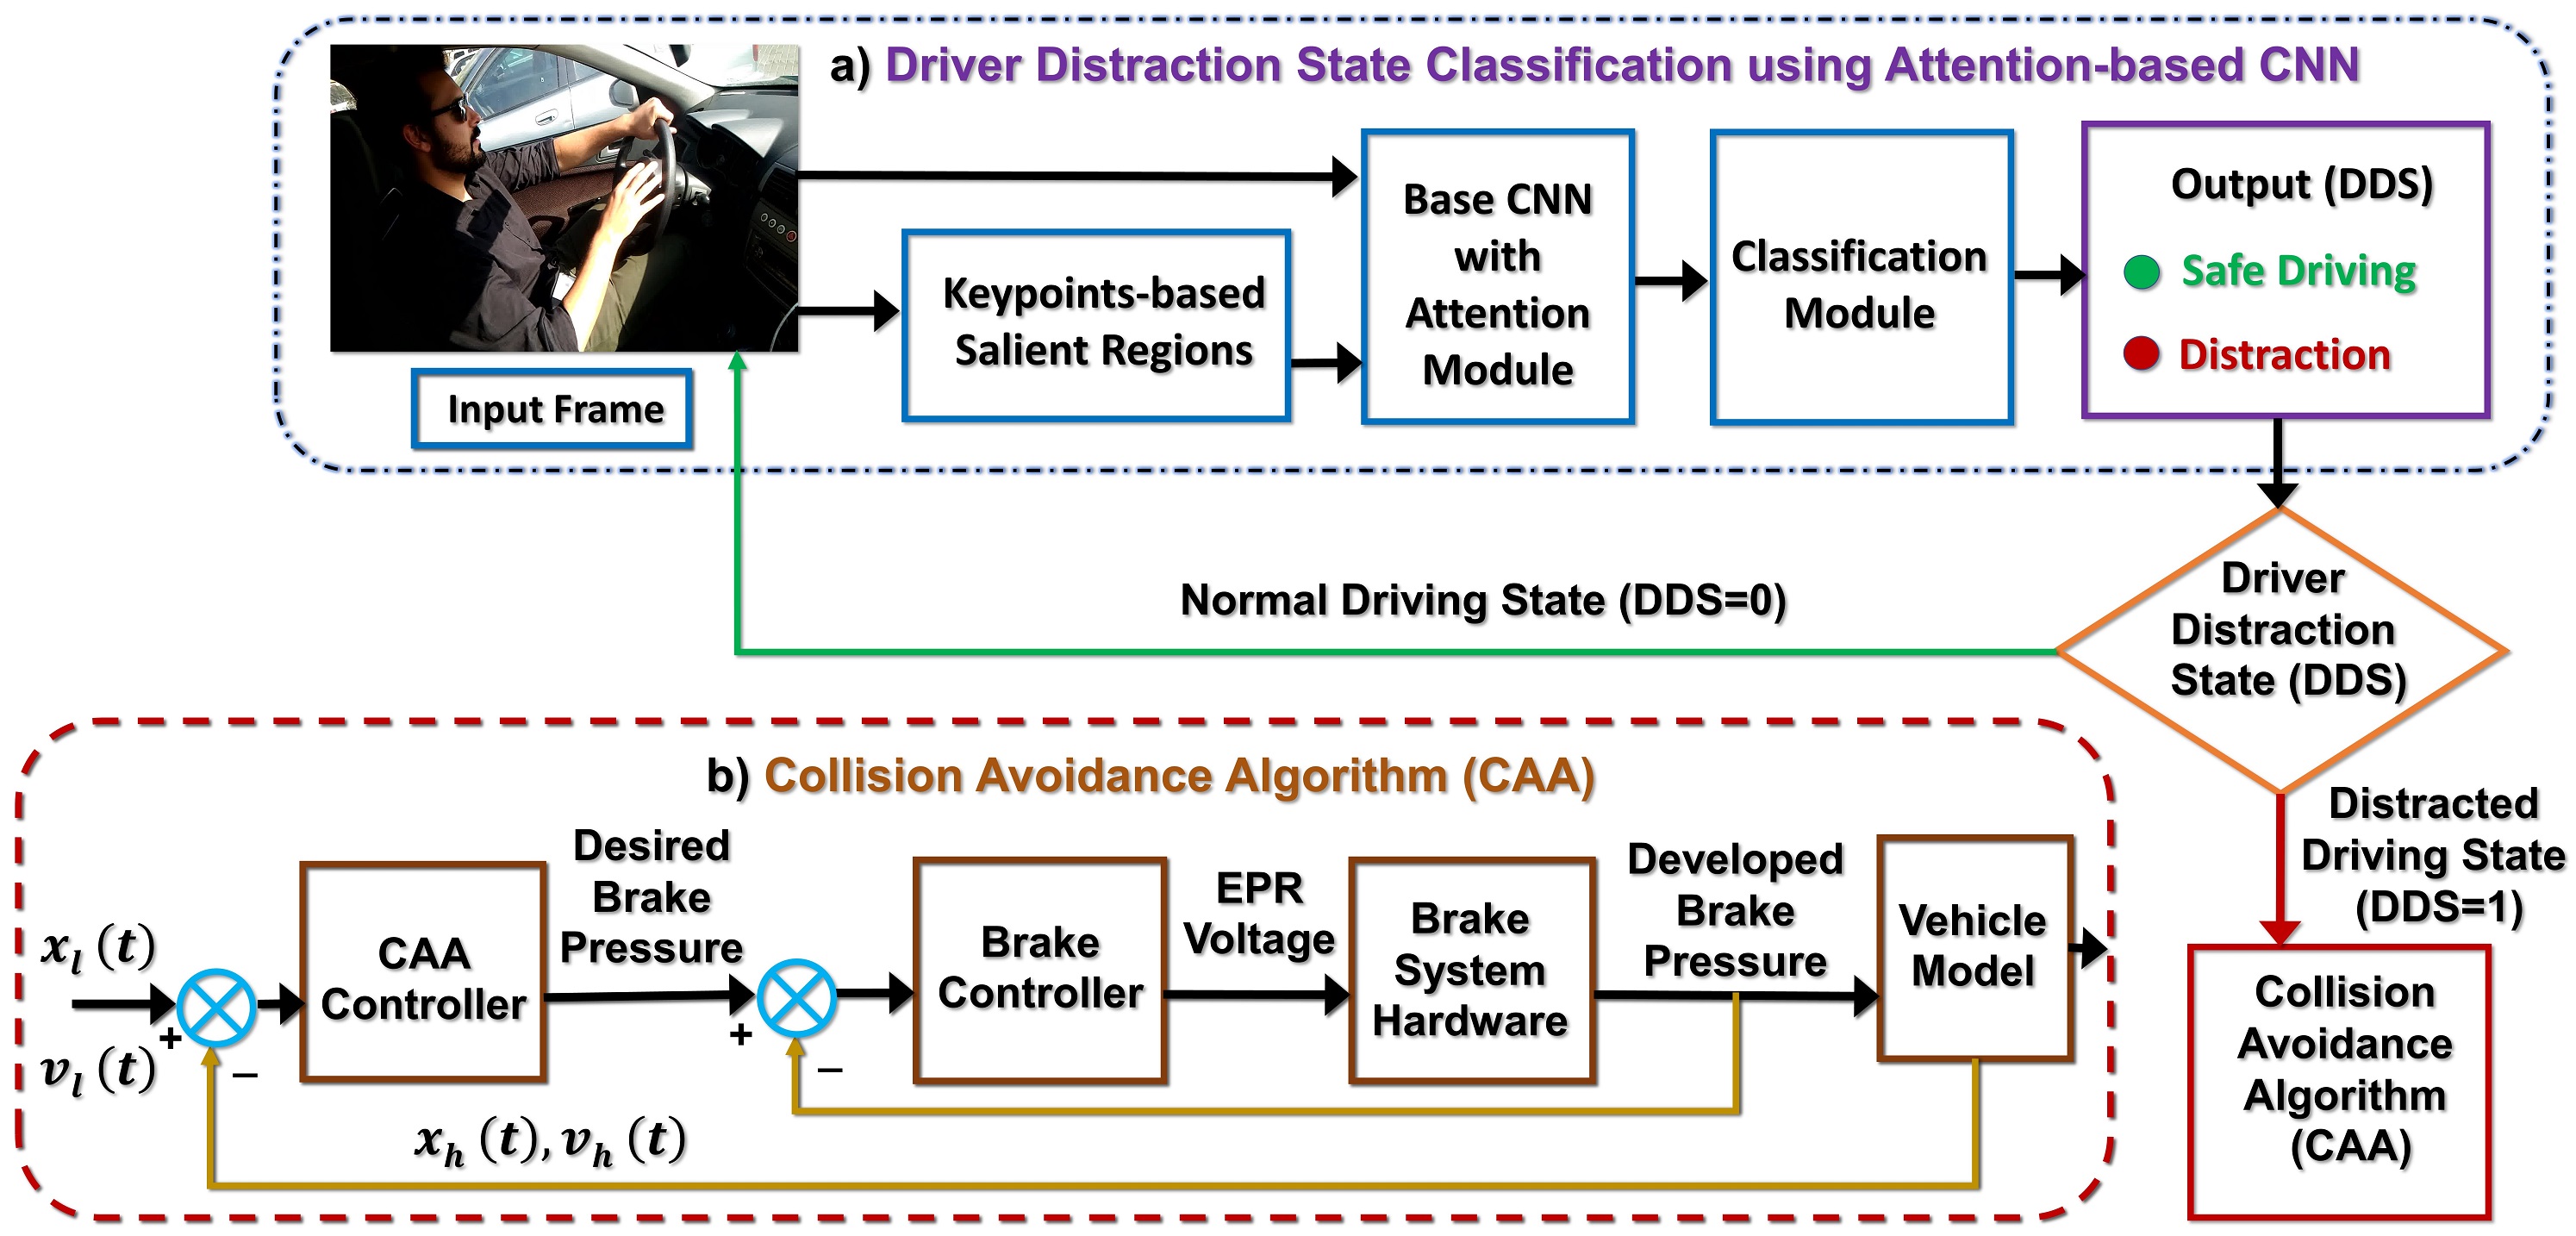 a) Driver Distraction State Classification using Attention-based CNN
Input Frame
Keypoints-based
Salient Regions
Base CNN
with
Attention
Module
Classification
Module
Output (DDS)
Safe Driving
Distraction
Driver
Distraction
State (DDS)
Normal Driving State (DDS=0)
Distracted
Driving State
(DDS=1)
Collision
Avoidance
Algorithm
(CAA)
b) Collision Avoidance Algorithm (CAA)
x_l (t)
v_l (t)
+
−
CAA
Controller
Desired
Brake
Pressure
+
−
Brake
Controller
EPR
Voltage
Brake
System
Hardware
Developed
Brake
Pressure
Vehicle
Model
x_h (t), v_h (t)